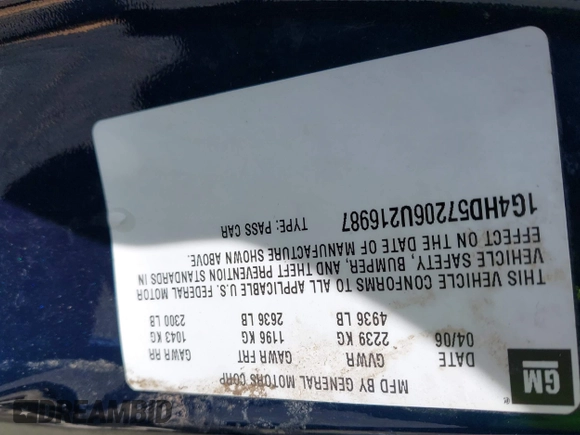 GM
MFD BY GENERAL MOTORS CORP
DATE GVWR GAWR FRT GAWR RR
04/06 2239 KG 1196 KG 1043 KG
4936 LB 2636 LB 2300 LB
THIS VEHICLE CONFORMS TO ALL APPLICABLE U.S. FEDERAL MOTOR
VEHICLE SAFETY, BUMPER, AND THEFT PREVENTION STANDARDS IN
EFFECT ON THE DATE OF MANUFACTURE SHOWN ABOVE.
1G4HD57206U216987 TYPE: PASS CAR
DREAMBID